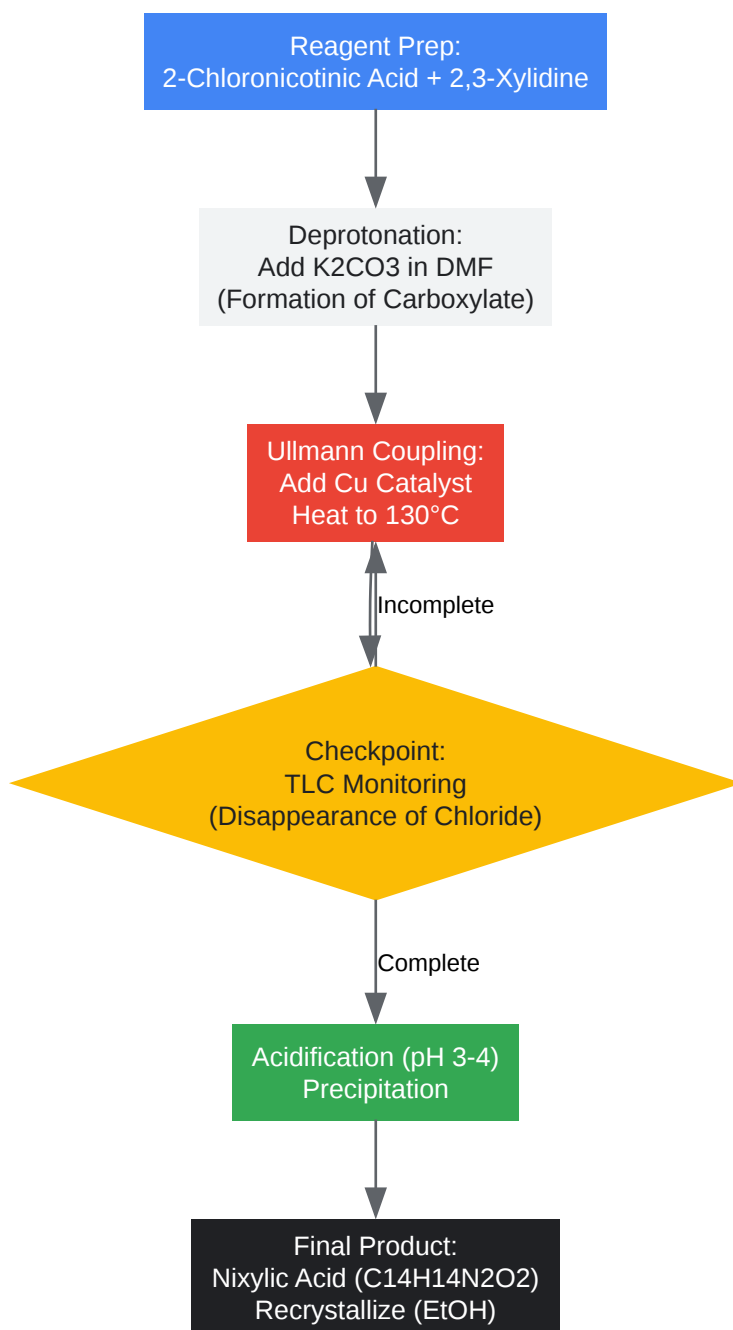 Reagent Prep:
2-Chloronicotinic Acid + 2,3-Xylidine
Deprotonation:
Add K2CO3 in DMF
(Formation of Carboxylate)
Ullmann Coupling:
Add Cu Catalyst
Heat to 130°C
Incomplete
Checkpoint:
TLC Monitoring
(Disappearance of Chloride)
Complete
Acidification (pH 3-4)
Precipitation
Final Product:
Nixylic Acid (C14H14N2O2)
Recrystallize (EtOH)